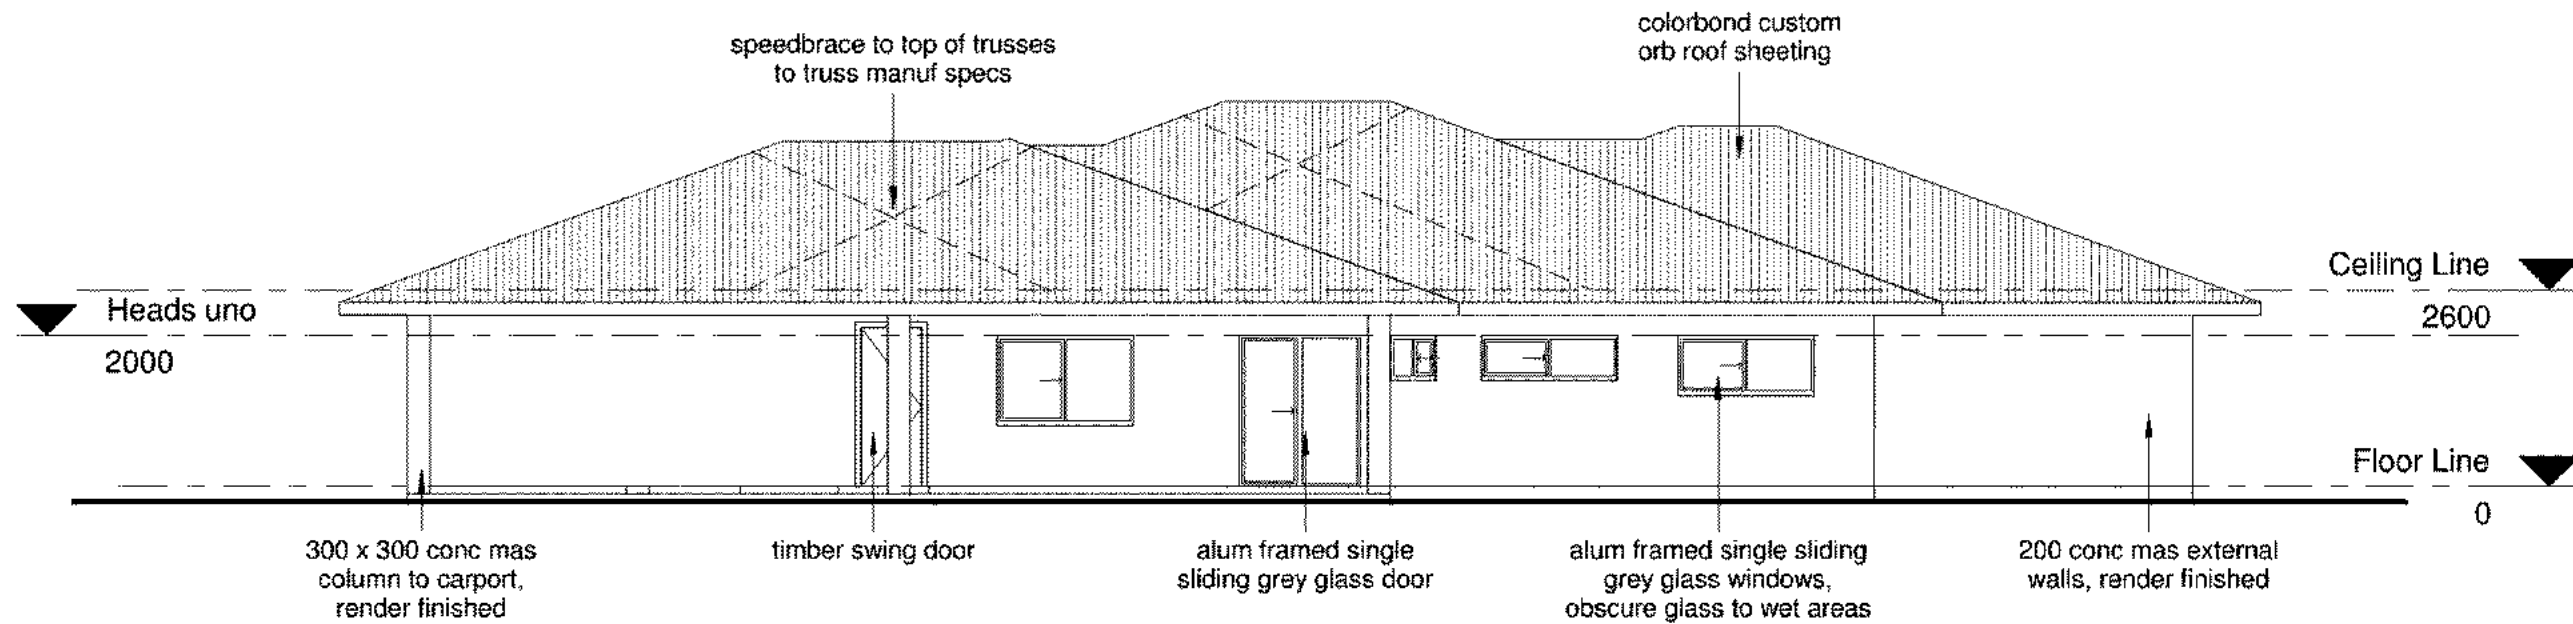 speedbrace to top of trusses
to truss manuf specs
colorbond custom
orb roof sheeting
Ceiling Line
2600
Heads uno
2000
Floor Line
0
300 x 300 conc mas
column to carport,
render finished
timber swing door
alum framed single
sliding grey glass door
alum framed single sliding
grey glass windows,
obscure glass to wet areas
200 conc mas external
walls, render finished